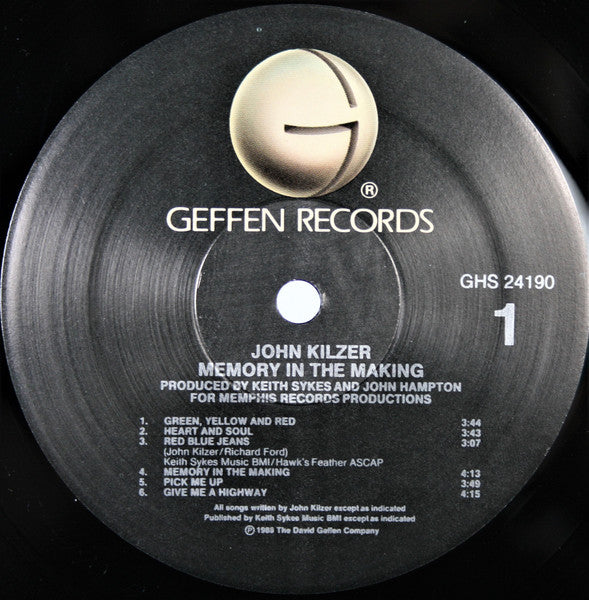 ®
GEFFEN RECORDS
GHS 24190
1
JOHN KILZER
MEMORY IN THE MAKING
PRODUCED BY KEITH SYKES AND JOHN HAMPTON
FOR MEMPHIS RECORDS PRODUCTIONS
1. GREEN, YELLOW AND RED 3:44
2. HEART AND SOUL 3:43
3. RED BLUE JEANS 3:07
(John Kilzer/Richard Ford)
Keith Sykes Music BMI/Hawk's Feather ASCAP
4. MEMORY IN THE MAKING 4:13
5. PICK ME UP 3:49
6. GIVE ME A HIGHWAY 4:15
All songs written by John Kilzer except as indicated
Published by Keith Sykes Music BMI except as indicated
℗©1988 The David Geffen Company